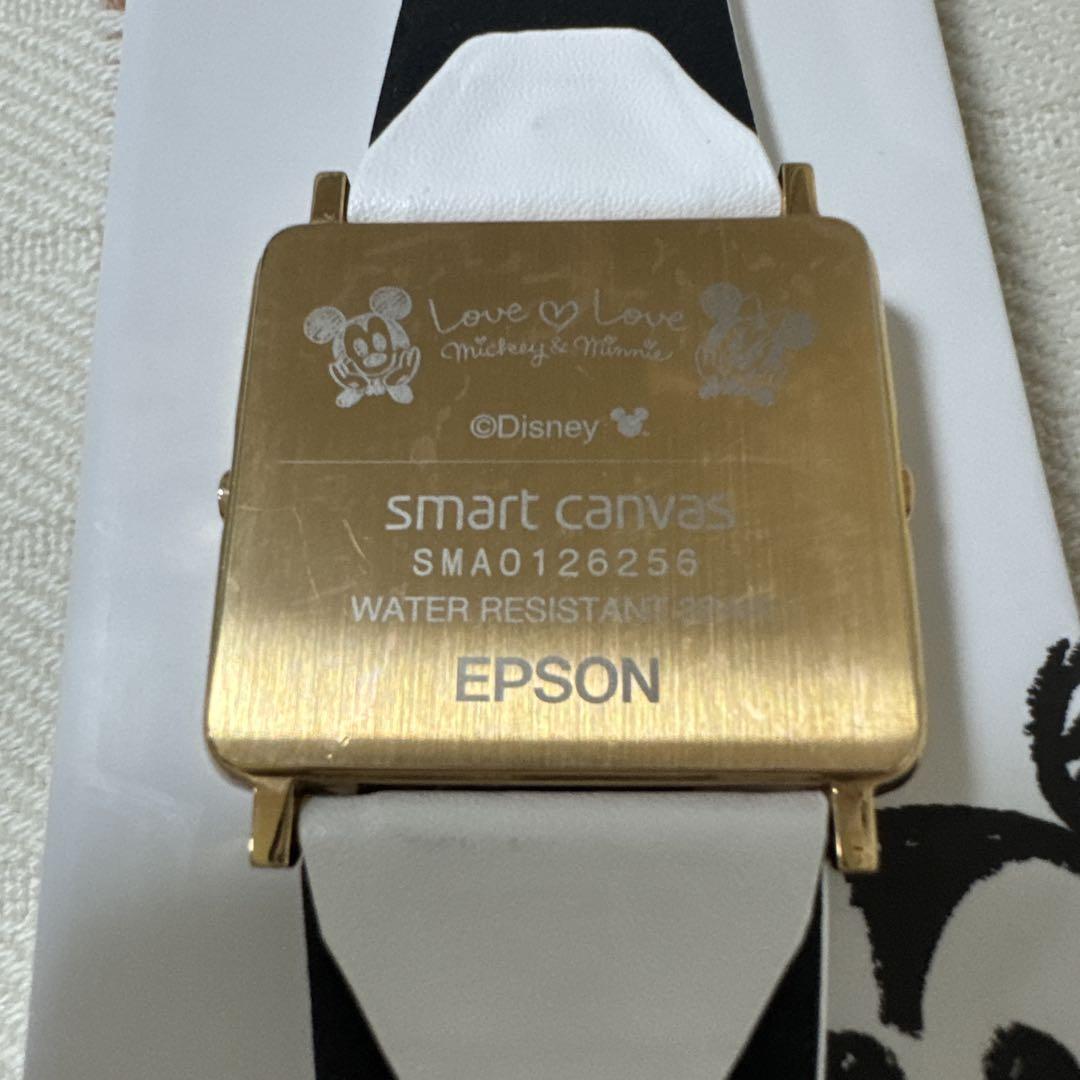 Love ♡ Love
Mickey & Minnie
©Disney
smart canvas
SMA0126256
WATER RESISTANT
EPSON